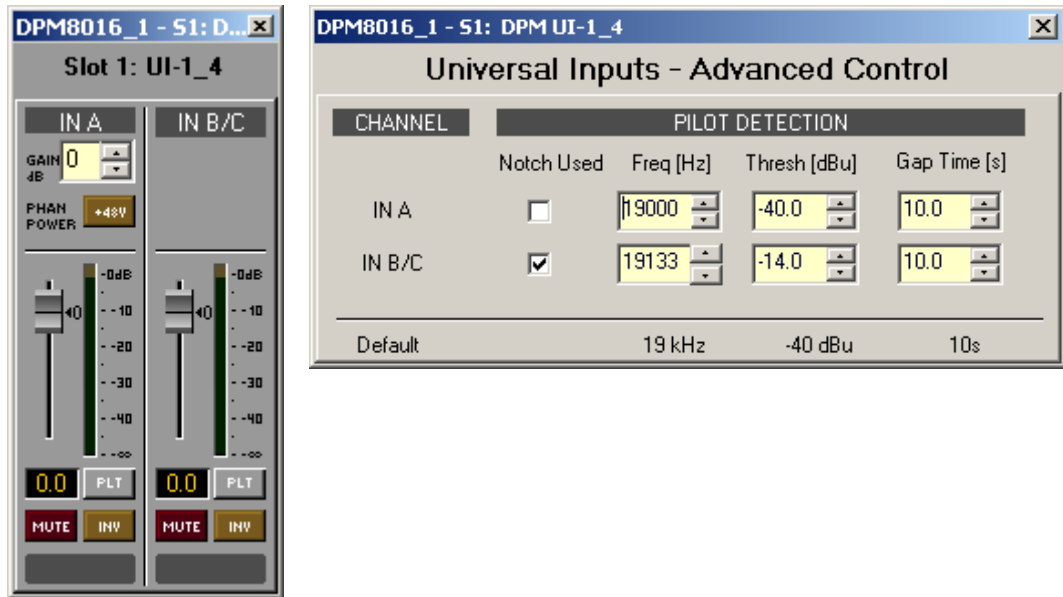 DPM8016_1 - S1: D...
Slot 1: UI-1_4
IN A IN B/C
GAIN dB 0
PHAN POWER +48V
-0dB -0dB
0 -10 0 -10
-20 -20
-30 -30
-40 -40
-∞ -∞
0.0 PLT 0.0 PLT
MUTE INV MUTE INV
DPM8016_1 - S1: DPM UI-1_4
Universal Inputs - Advanced Control
CHANNEL PILOT DETECTION
Notch Used Freq [Hz] Thresh [dBu] Gap Time [s]
IN A 19000 -40.0 10.0
IN B/C 19133 -14.0 10.0
Default 19 kHz -40 dBu 10s